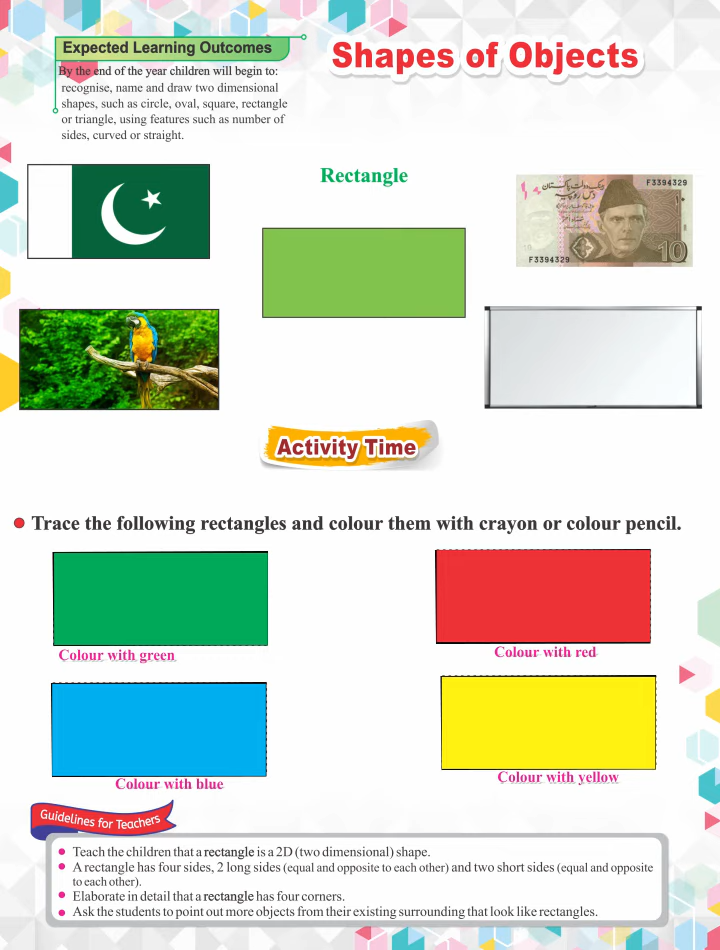 Expected Learning Outcomes
By the end of the year children will begin to:
recognise, name and draw two dimensional
shapes, such as circle, oval, square, rectangle
or triangle, using features such as number of
sides, curved or straight.
Shapes of Objects
Rectangle
F3394329
بینک دولت پاکستان
دس روپیہ
10
F3394329
Activity Time
Trace the following rectangles and colour them with crayon or colour pencil.
Colour with green
Colour with red
Colour with blue
Colour with yellow
Guidelines for Teachers
Teach the children that a rectangle is a 2D (two dimensional) shape.
A rectangle has four sides, 2 long sides (equal and opposite to each other) and two short sides (equal and opposite
to each other).
Elaborate in detail that a rectangle has four corners.
Ask the students to point out more objects from their existing surrounding that look like rectangles.